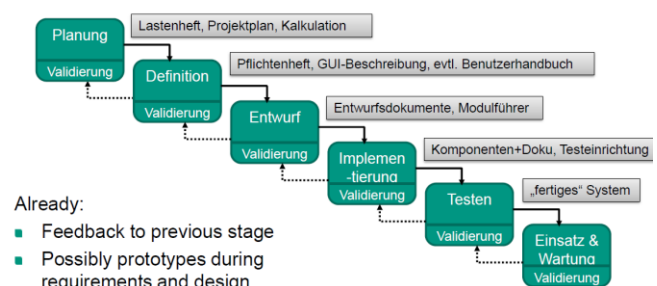 Planung
Validierung
Lastenheft, Projektplan, Kalkulation
Definition
Validierung
Pflichtenheft, GUI-Beschreibung, evtl. Benutzerhandbuch
Entwurf
Validierung
Entwurfsdokumente, Modulführer
Implemen
-tierung
Validierung
Komponenten+Doku, Testeinrichtung
Testen
Validierung
„fertiges“ System
Einsatz &
Wartung
Validierung
Already:
Feedback to previous stage
Possibly prototypes during
requirements and design